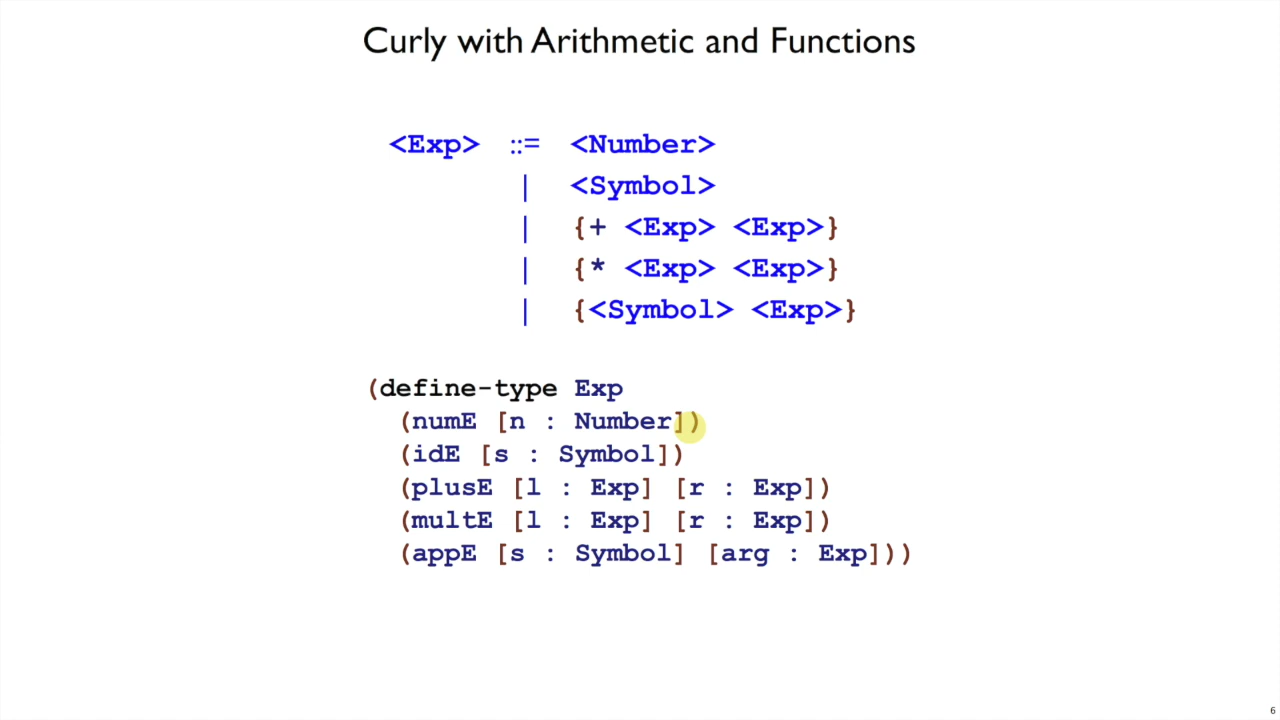 Curly with Arithmetic and Functions
<Exp> ::= <Number>
| <Symbol>
| {+ <Exp> <Exp>}
| {* <Exp> <Exp>}
| {<Symbol> <Exp>}
(define-type Exp
(numE [n : Number])
(idE [s : Symbol])
(plusE [l : Exp] [r : Exp])
(multE [l : Exp] [r : Exp])
(appE [s : Symbol] [arg : Exp]))
6